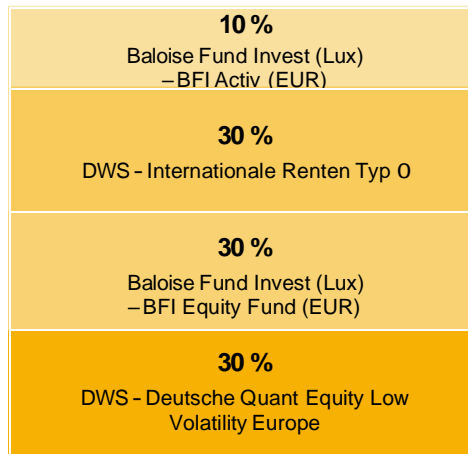 10 %
Baloise Fund Invest (Lux)
– BFI Activ (EUR)
30 %
DWS - Internationale Renten Typ O
30 %
Baloise Fund Invest (Lux)
– BFI Equity Fund (EUR)
30 %
DWS - Deutsche Quant Equity Low
Volatility Europe